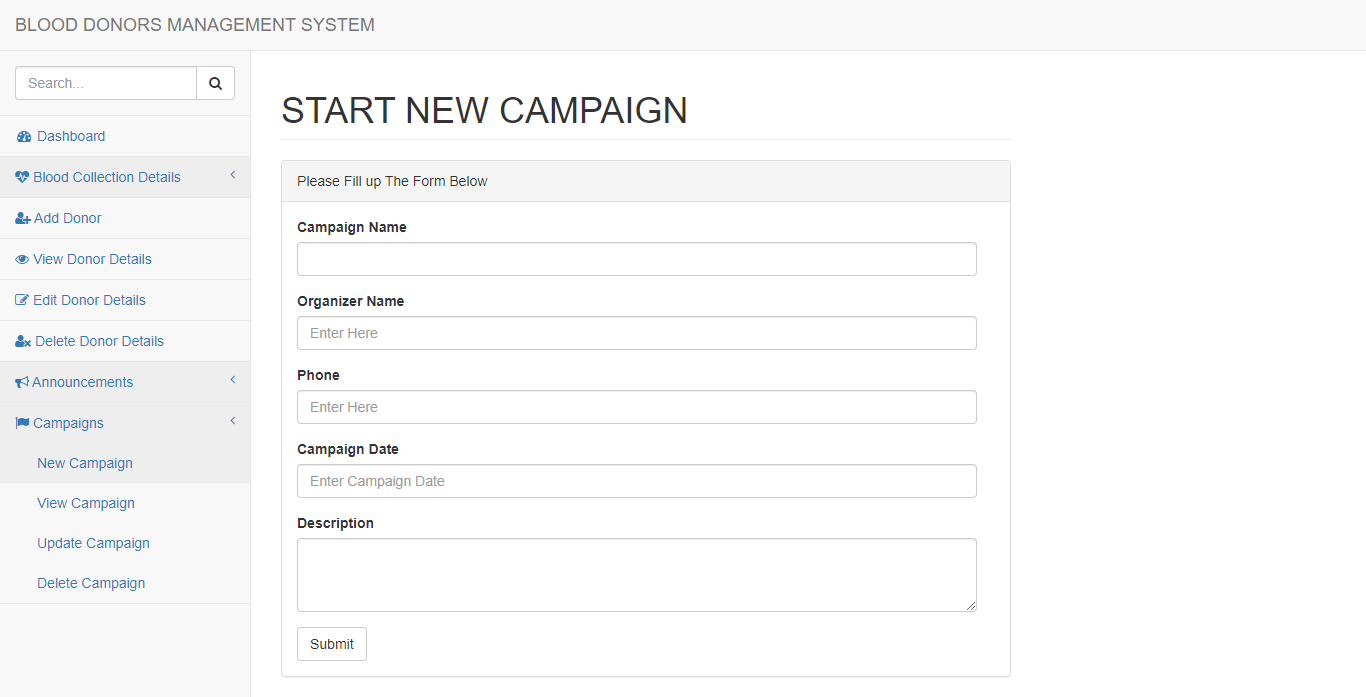 BLOOD DONORS MANAGEMENT SYSTEM
Search...
Dashboard
Blood Collection Details
Add Donor
View Donor Details
Edit Donor Details
Delete Donor Details
Announcements
Campaigns
New Campaign
View Campaign
Update Campaign
Delete Campaign
START NEW CAMPAIGN
Please Fill up The Form Below
Campaign Name
Organizer Name
Enter Here
Phone
Enter Here
Campaign Date
Enter Campaign Date
Description
Submit